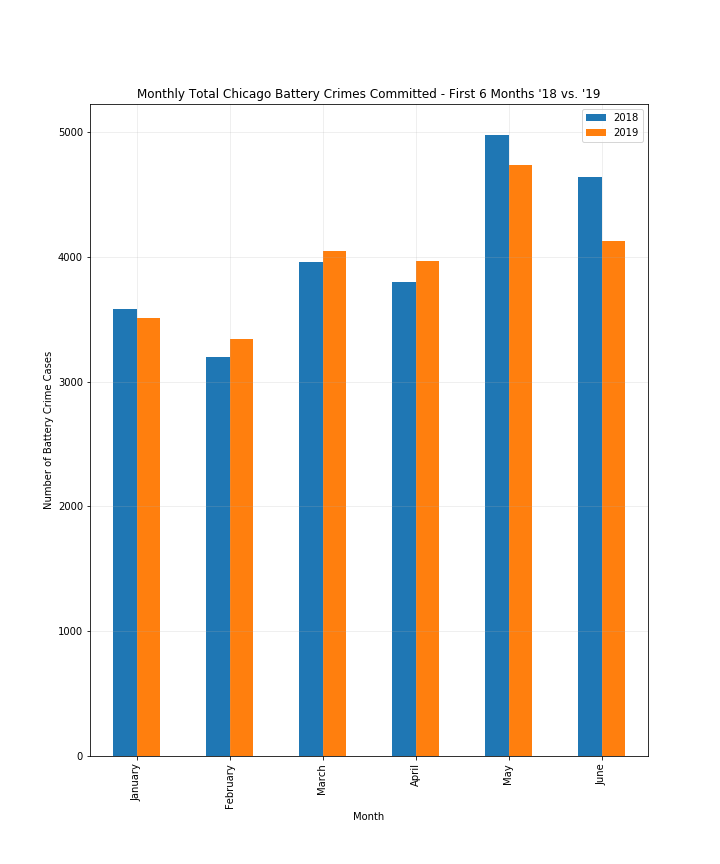 Monthly Total Chicago Battery Crimes Committed - First 6 Months '18 vs. '19
2018
2019
5000
4000
3000
2000
1000
0
Number of Battery Crime Cases
January
February
March
April
May
June
Month